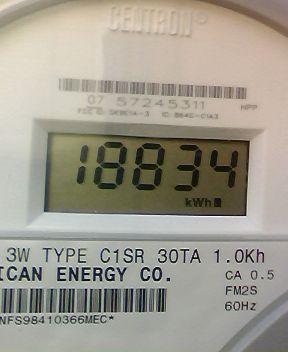 CENTRON
07 57245311 HPP
18834
kWh
3W TYPE C1SR 30TA 1.0Kh
ICAN ENERGY CO. CA 0.5
FM2S
NFS98410366MEC* 60Hz